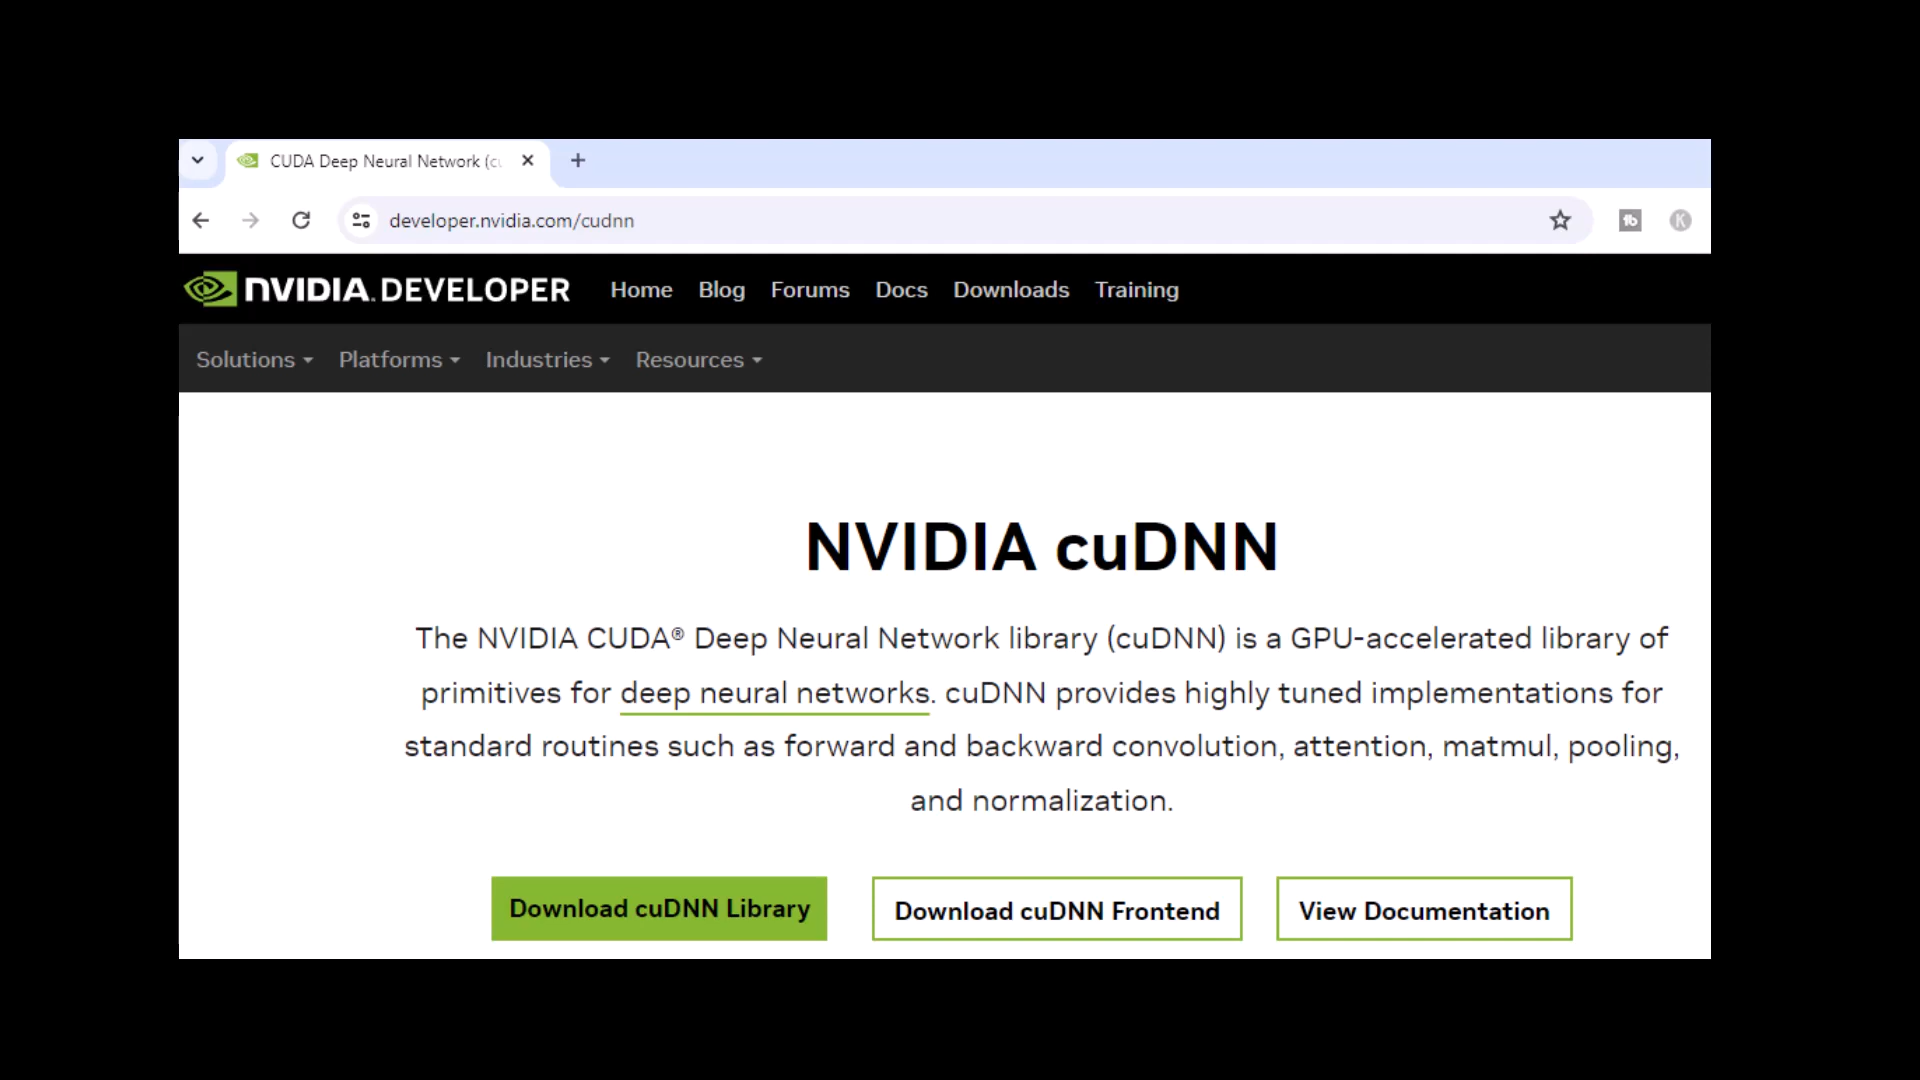 CUDA Deep Neural Network (cu
developer.nvidia.com/cudnn
K
NVIDIA. DEVELOPER Home Blog Forums Docs Downloads Training
Solutions Platforms Industries Resources
NVIDIA cuDNN
The NVIDIA CUDA® Deep Neural Network library (cuDNN) is a GPU-accelerated library of
primitives for deep neural networks. cuDNN provides highly tuned implementations for
standard routines such as forward and backward convolution, attention, matmul, pooling,
and normalization.
Download cuDNN Library Download cuDNN Frontend View Documentation